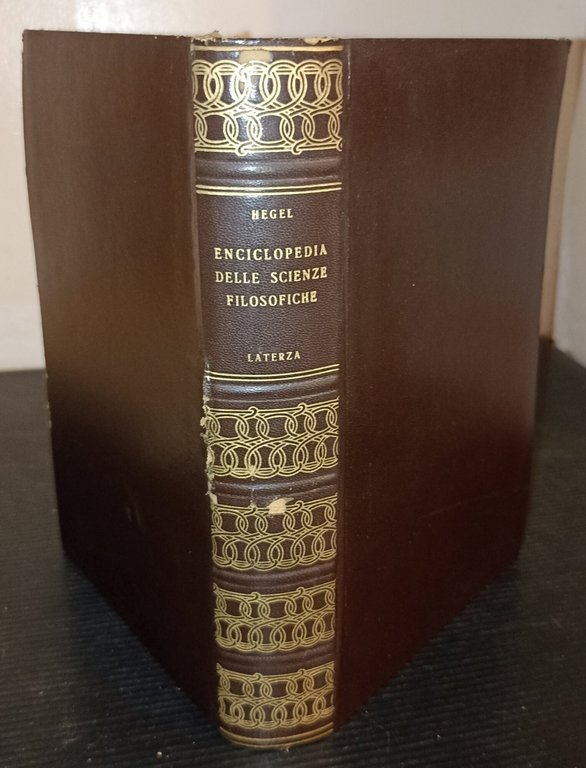 HEGEL
ENCICLOPEDIA
DELLE SCIENZE
FILOSOFICHE
LATERZA